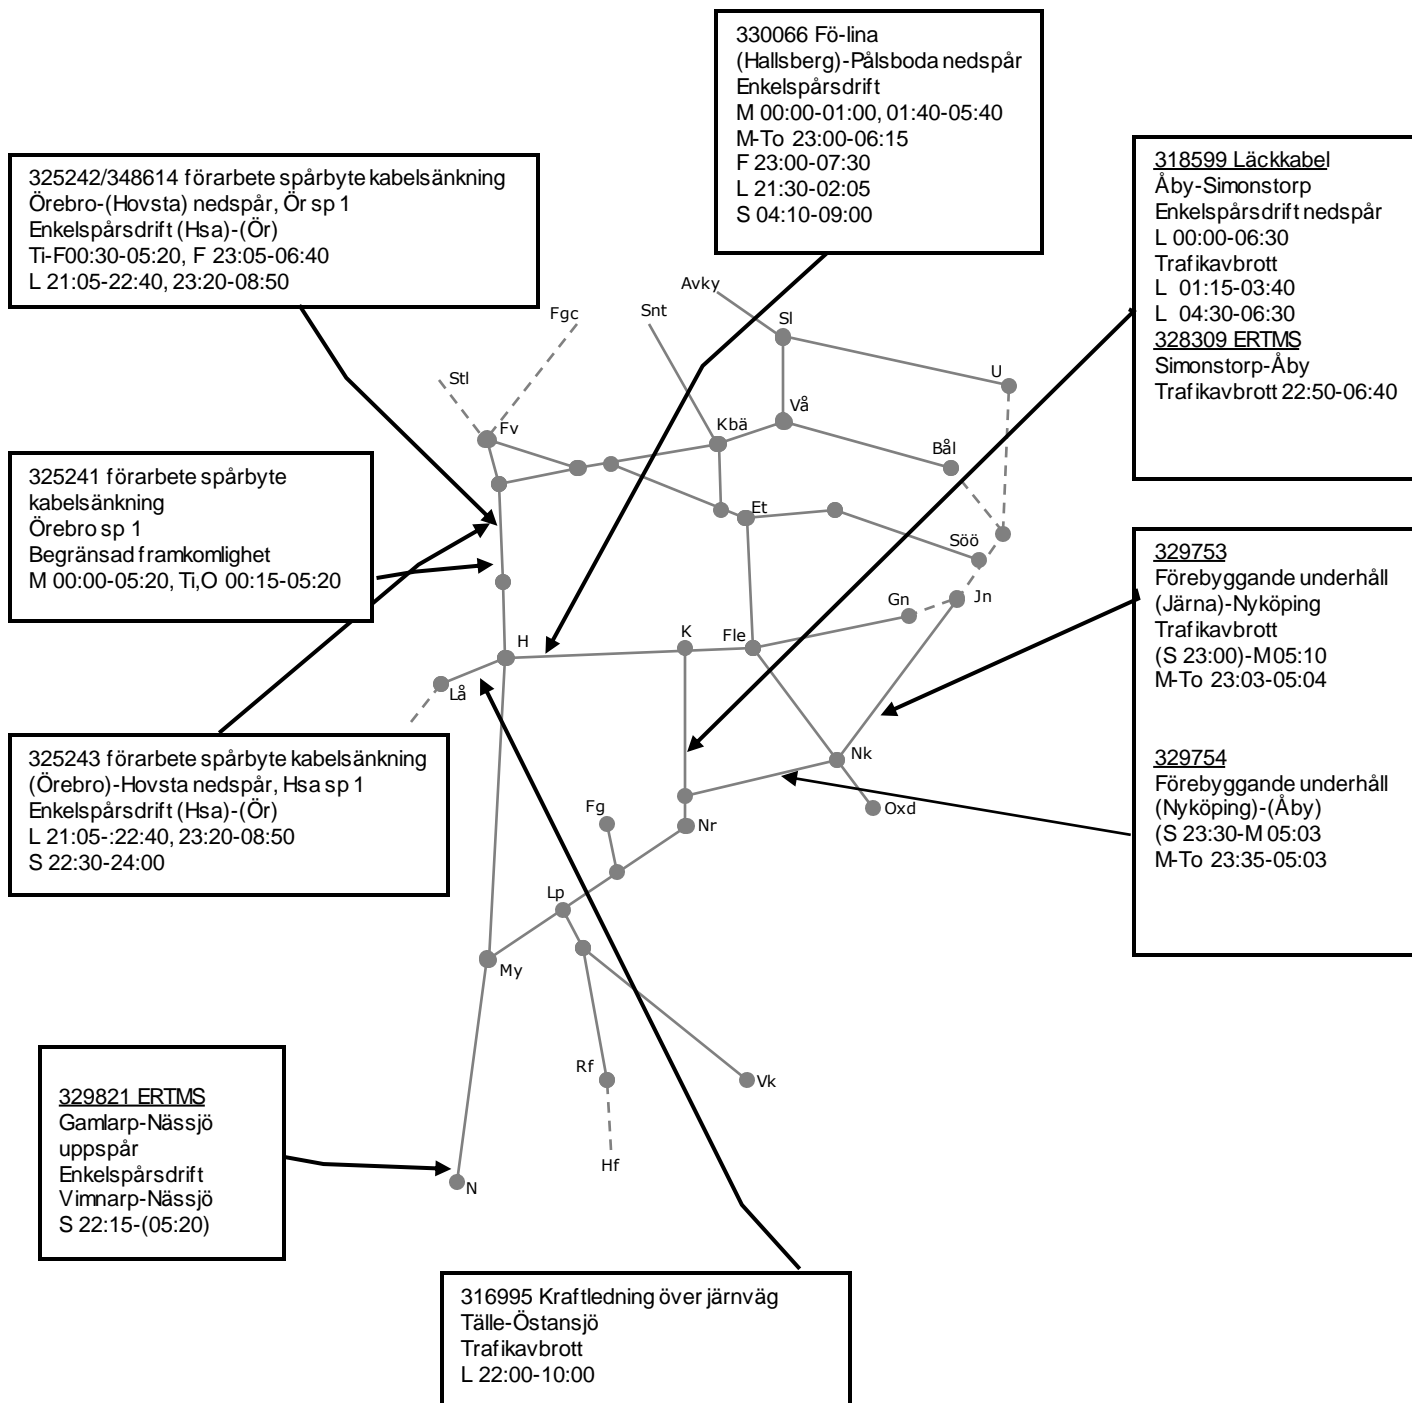 330066 Fö-lina
(Hallsberg)-Pålsboda nedspår
Enkelspårsdrift
M 00:00-01:00, 01:40-05:40
M-To 23:00-06:15
F 23:00-07:30
L 21:30-02:05
S 04:10-09:00
325242/348614 förarbete spårbyte kabelsänkning
Örebro-(Hovsta) nedspår, Ör sp 1
Enkelspårsdrift (Hsa)-(Ör)
Ti-F00:30-05:20, F 23:05-06:40
L 21:05-22:40, 23:20-08:50
318599 Läckkabel
Åby-Simonstorp
Enkelspårsdrift nedspår
L 00:00-06:30
Trafikavbrott
L 01:15-03:40
L 04:30-06:30
328309 ERTMS
Simonstorp-Åby
Trafikavbrott 22:50-06:40
325241 förarbete spårbyte
kabelsänkning
Örebro sp 1
Begränsad framkomlighet
M 00:00-05:20, Ti,O 00:15-05:20
329753
Förebyggande underhåll
(Järna)-Nyköping
Trafikavbrott
(S 23:00)-M 05:10
M-To 23:03-05:04
329754
Förebyggande underhåll
(Nyköping)-(Åby)
(S 23:30-M 05:03
M-To 23:35-05:03
325243 förarbete spårbyte kabelsänkning
(Örebro)-Hovsta nedspår, Hsa sp 1
Enkelspårsdrift (Hsa)-(Ör)
L 21:05-:22:40, 23:20-08:50
S 22:30-24:00
329821 ERTMS
Gamlarp-Nässjö
uppspår
Enkelspårsdrift
Vimnarp-Nässjö
S 22:15-(05:20)
316995 Kraftledning över järnväg
Tälle-Östansjö
Trafikavbrott
L 22:00-10:00
Avky
Snt
Fgc
Sl
Stl
U
Vå
Fv
Kbä
Bål
Et
Söö
Gn
Jn
H
K
Fle
Lå
Nk
Oxd
Fg
Nr
Lp
My
Rf
Vk
Hf
N